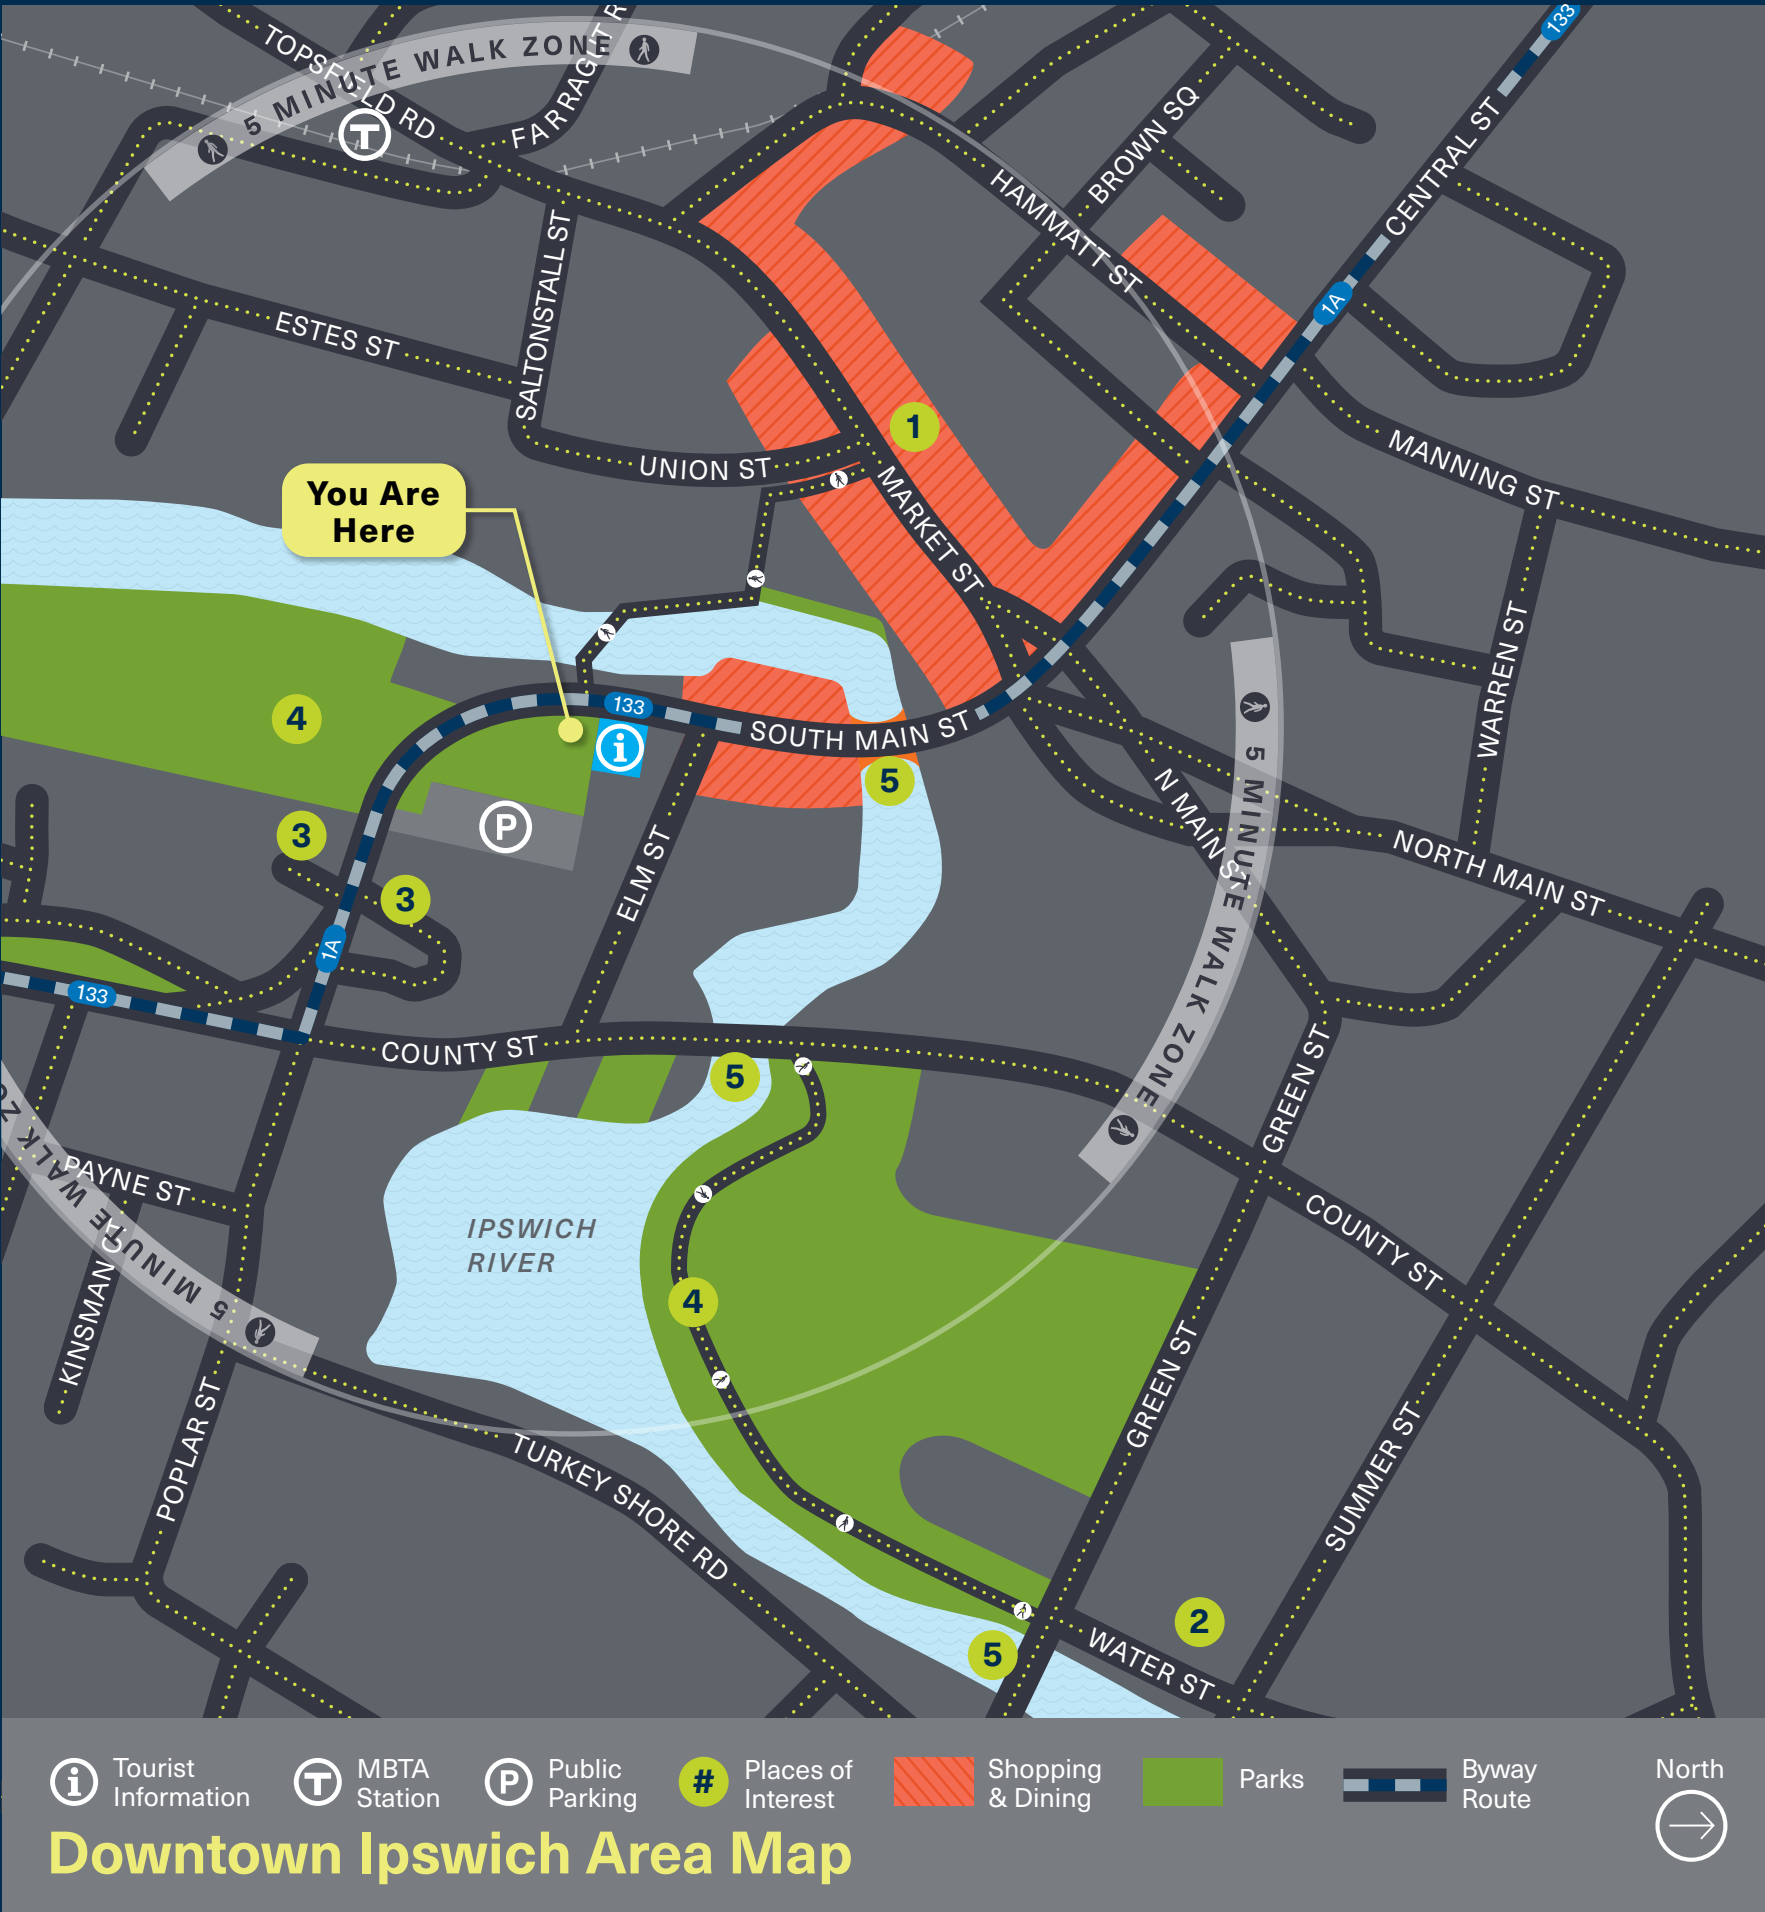 133
TOPSFIELD RD
FARRAGUT R
5 MINUTE WALK ZONE
T
BROWN SQ
CENTRAL ST
HAMMATT ST
SALTONSTALL ST
1A
ESTES ST
1
UNION ST
MANNING ST
You Are
Here
MARKET ST
WARREN ST
4
133
i
SOUTH MAIN ST
5
N MAIN ST
5 MINUTE WALK ZONE
3
P
NORTH MAIN ST
ELM ST
3
1A
133
COUNTY ST
5
GREEN ST
PAYNE ST
5 MINUTE WALK ZO
IPSWICH
RIVER
COUNTY ST
KINSMAN C
4
GREEN ST
POPLAR ST
SUMMER ST
TURKEY SHORE RD
2
WATER ST
5
i
Tourist
Information
T
MBTA
Station
P
Public
Parking
#
Places of
Interest
Shopping
& Dining
Parks
Byway
Route
North
Downtown Ipswich Area Map